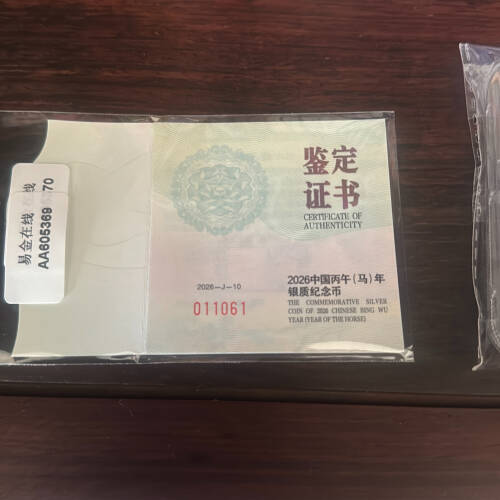 鉴定
证书
CERTIFICATE OF
AUTHENTICITY
2026-J-10
011061
2026中国丙午（马）年
银质纪念币
THE COMMEMORATIVE SILVER
COIN OF 2026 CHINESE BING WU
YEAR (YEAR OF THE HORSE)
易金在线
AA605369